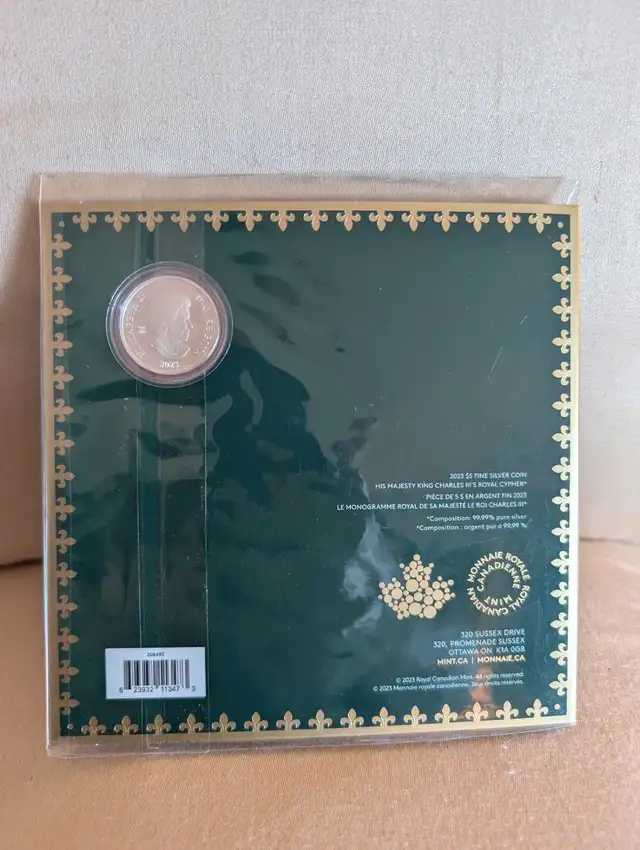 ELIZABETH II
D.G. REGINA
2023
2023 $5 FINE SILVER COIN
HIS MAJESTY KING CHARLES III'S ROYAL CYPHER*
PIÈCE DE 5 $ EN ARGENT FIN 2023
LE MONOGRAMME ROYAL DE SA MAJESTÉ LE ROI CHARLES III*
*Composition: 99.99% pure silver
*Composition : argent pur à 99,99 %
MONNAIE ROYALE CANADIENNE
ROYAL CANADIAN MINT
320 SUSSEX DRIVE
320, PROMENADE SUSSEX
OTTAWA ON K1A 0G8
MINT.CA | MONNAIE.CA
© 2023 Royal Canadian Mint. All rights reserved.
© 2023 Monnaie royale canadienne. Tous droits réservés.
206495
6 23932 11347 3